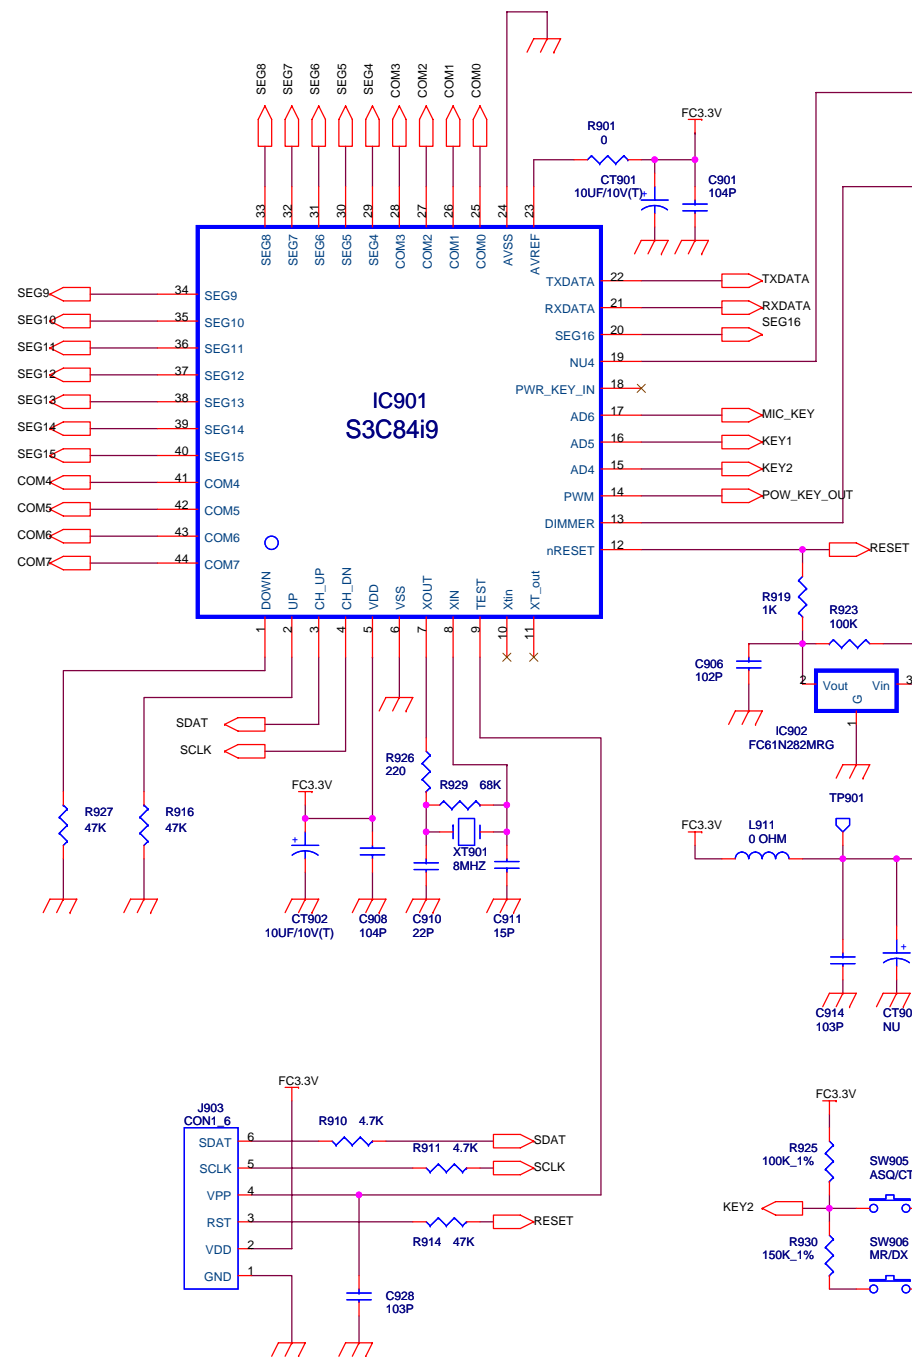 SEG8
SEG7
SEG6
SEG5
SEG4
COM3
COM2
COM1
COM0
33
32
31
30
29
28
27
26
25
24
23
SEG8
SEG7
SEG6
SEG5
SEG4
COM3
COM2
COM1
COM0
AVSS
AVREF
R901
0
FC3.3V
CT901
10UF/10V(T)
+
C901
104P
SEG9 34 SEG9
SEG10 35 SEG10
SEG11 36 SEG11
SEG12 37 SEG12
SEG13 38 SEG13
SEG14 39 SEG14
SEG15 40 SEG15
COM4 41 COM4
COM5 42 COM5
COM6 43 COM6
COM7 44 COM7
IC901
S3C84i9
TXDATA 22 TXDATA
RXDATA 21 RXDATA
SEG16 20 SEG16
NU4 19
PWR_KEY_IN 18
AD6 17 MIC_KEY
AD5 16 KEY1
AD4 15 KEY2
PWM 14 POW_KEY_OUT
DIMMER 13
nRESET 12 RESET
DOWN
UP
CH_UP
CH_DN
VDD
VSS
XOUT
XIN
TEST
Xtin
XT_out
1
2
3
4
5
6
7
8
9
10
11
R919
1K
R923
100K
C906
102P
2 Vout Vin 3
G
1
IC902
FC61N282MRG
SDAT
SCLK
R926
220
R929 68K
XT901
8MHZ
FC3.3V
+
R927
47K
R916
47K
CT902
10UF/10V(T)
C908
104P
C910
22P
C911
15P
TP901
FC3.3V
L911
0 OHM
+
C914
103P
CT90
NU
FC3.3V
J903
CON1_6
SDAT 6
SCLK 5
VPP 4
RST 3
VDD 2
GND 1
R910 4.7K
SDAT
R911 4.7K
SCLK
RESET
R914 47K
C928
103P
FC3.3V
R925
100K_1%
SW905
ASQ/CT
KEY2
R930
150K_1%
SW906
MR/DX